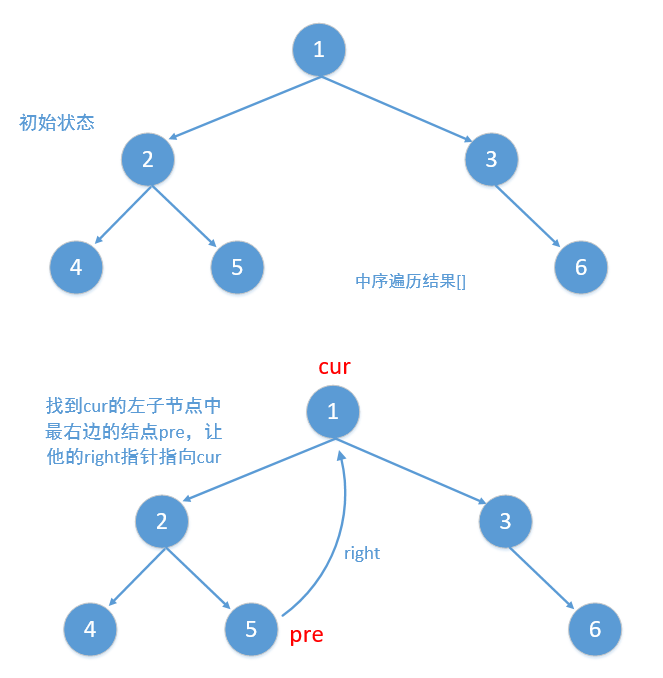 1
初始状态
2
3
4
5
6
中序遍历结果[]
cur
找到cur的左子节点中
最右边的结点pre，让
他的right指针指向cur
1
2
3
right
4
5
pre
6